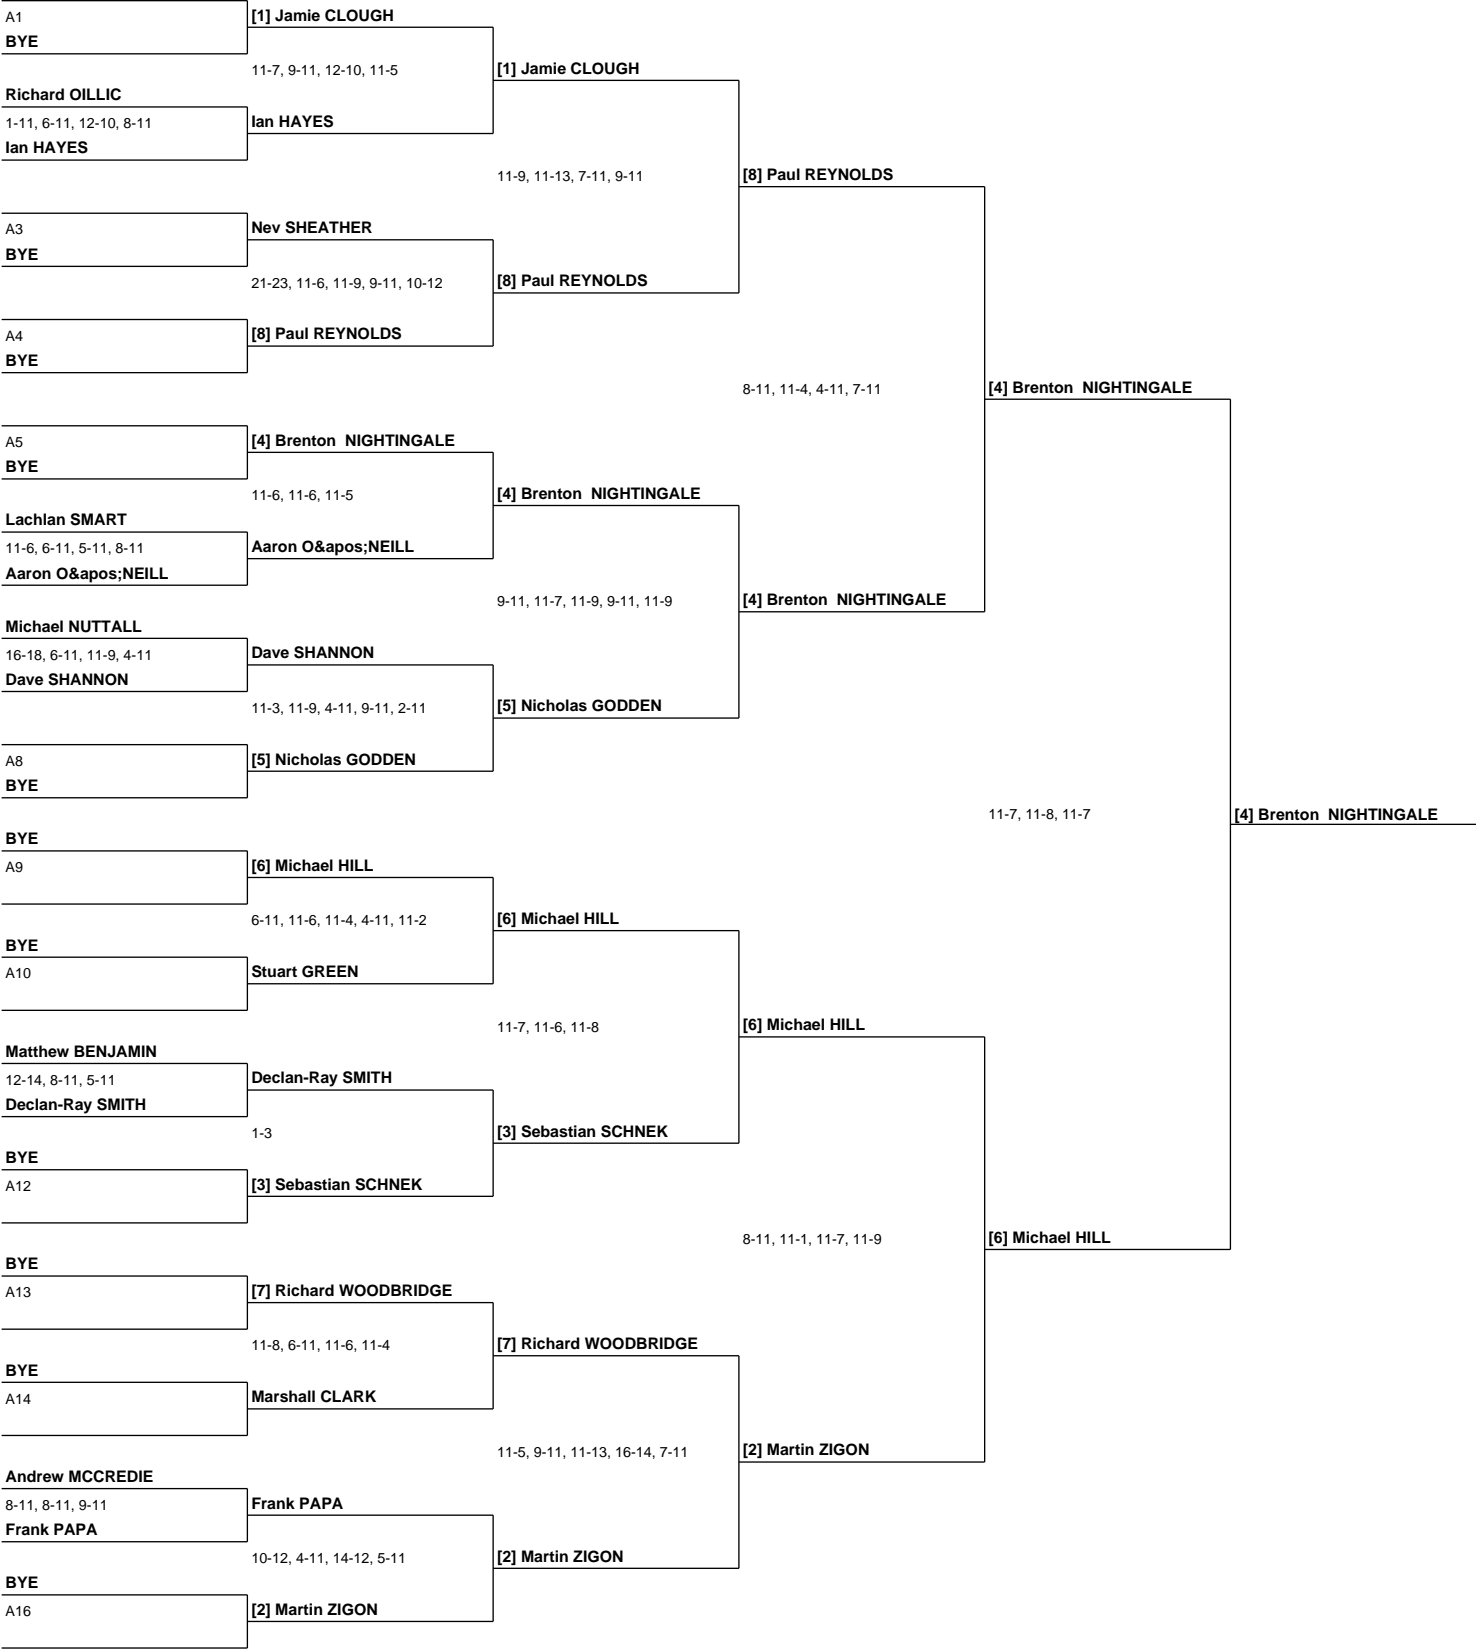 A1
BYE
[1] Jamie CLOUGH
11-7, 9-11, 12-10, 11-5
[1] Jamie CLOUGH
Richard OILLIC
1-11, 6-11, 12-10, 8-11
Ian HAYES
Ian HAYES
11-9, 11-13, 7-11, 9-11
[8] Paul REYNOLDS
A3
BYE
Nev SHEATHER
21-23, 11-6, 11-9, 9-11, 10-12
[8] Paul REYNOLDS
A4
BYE
[8] Paul REYNOLDS
8-11, 11-4, 4-11, 7-11
[4] Brenton  NIGHTINGALE
A5
BYE
[4] Brenton  NIGHTINGALE
11-6, 11-6, 11-5
[4] Brenton  NIGHTINGALE
Lachlan SMART
11-6, 6-11, 5-11, 8-11
Aaron O&apos;NEILL
Aaron O&apos;NEILL
9-11, 11-7, 11-9, 9-11, 11-9
[4] Brenton  NIGHTINGALE
Michael NUTTALL
16-18, 6-11, 11-9, 4-11
Dave SHANNON
Dave SHANNON
11-3, 11-9, 4-11, 9-11, 2-11
[5] Nicholas GODDEN
A8
BYE
[5] Nicholas GODDEN
11-7, 11-8, 11-7
[4] Brenton  NIGHTINGALE
BYE
A9
[6] Michael HILL
6-11, 11-6, 11-4, 4-11, 11-2
[6] Michael HILL
BYE
A10
Stuart GREEN
11-7, 11-6, 11-8
[6] Michael HILL
Matthew BENJAMIN
12-14, 8-11, 5-11
Declan-Ray SMITH
Declan-Ray SMITH
1-3
[3] Sebastian SCHNEK
BYE
A12
[3] Sebastian SCHNEK
8-11, 11-1, 11-7, 11-9
[6] Michael HILL
BYE
A13
[7] Richard WOODBRIDGE
11-8, 6-11, 11-6, 11-4
[7] Richard WOODBRIDGE
BYE
A14
Marshall CLARK
11-5, 9-11, 11-13, 16-14, 7-11
[2] Martin ZIGON
Andrew MCCREDIE
8-11, 8-11, 9-11
Frank PAPA
Frank PAPA
10-12, 4-11, 14-12, 5-11
[2] Martin ZIGON
BYE
A16
[2] Martin ZIGON